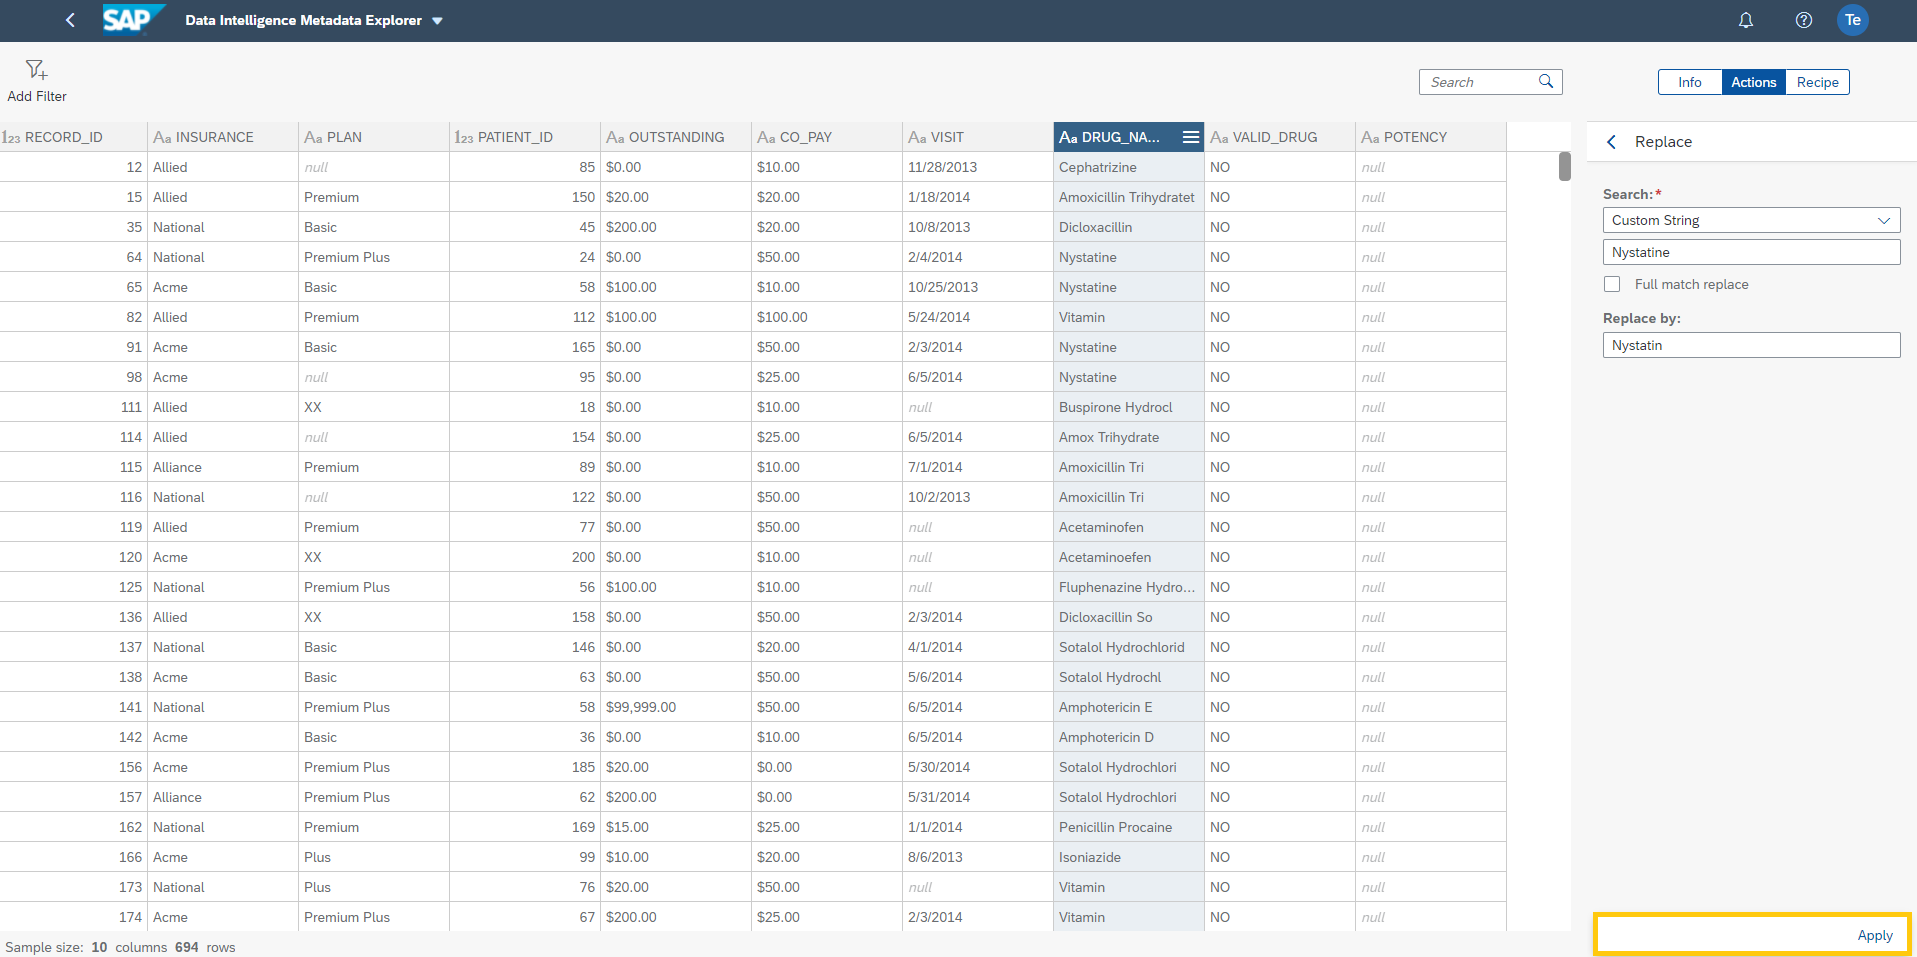 SAP Data Intelligence Metadata Explorer Te
Add Filter Search Info Actions Recipe
123 RECORD_ID Aa INSURANCE Aa PLAN 123 PATIENT_ID Aa OUTSTANDING Aa CO_PAY Aa VISIT Aa DRUG_NA... Aa VALID_DRUG Aa POTENCY
12 Allied null 85 $0.00 $10.00 11/28/2013 Cephatrizine NO null
15 Allied Premium 150 $20.00 $20.00 1/18/2014 Amoxicillin Trihydratet NO null
35 National Basic 45 $200.00 $20.00 10/8/2013 Dicloxacillin NO null
64 National Premium Plus 24 $0.00 $50.00 2/4/2014 Nystatine NO null
65 Acme Basic 58 $100.00 $10.00 10/25/2013 Nystatine NO null
82 Allied Premium 112 $100.00 $100.00 5/24/2014 Vitamin NO null
91 Acme Basic 165 $0.00 $50.00 2/3/2014 Nystatine NO null
98 Acme null 95 $0.00 $25.00 6/5/2014 Nystatine NO null
111 Allied XX 18 $0.00 $10.00 null Buspirone Hydrocl NO null
114 Allied null 154 $0.00 $25.00 6/5/2014 Amox Trihydrate NO null
115 Alliance Premium 89 $0.00 $10.00 7/1/2014 Amoxicillin Tri NO null
116 National null 122 $0.00 $50.00 10/2/2013 Amoxicillin Tri NO null
119 Allied Premium 77 $0.00 $50.00 null Acetaminofen NO null
120 Acme XX 200 $0.00 $10.00 null Acetaminoefen NO null
125 National Premium Plus 56 $100.00 $10.00 null Fluphenazine Hydro... NO null
136 Allied XX 158 $0.00 $50.00 2/3/2014 Dicloxacillin So NO null
137 National Basic 146 $0.00 $20.00 4/1/2014 Sotalol Hydrochlorid NO null
138 Acme Basic 63 $0.00 $50.00 5/6/2014 Sotalol Hydrochl NO null
141 National Premium Plus 58 $99,999.00 $50.00 6/5/2014 Amphotericin E NO null
142 Acme Basic 36 $0.00 $10.00 6/5/2014 Amphotericin D NO null
156 Acme Premium Plus 185 $20.00 $0.00 5/30/2014 Sotalol Hydrochlori NO null
157 Alliance Premium Plus 62 $200.00 $0.00 5/31/2014 Sotalol Hydrochlori NO null
162 National Premium 169 $15.00 $25.00 1/1/2014 Penicillin Procaine NO null
166 Acme Plus 99 $10.00 $20.00 8/6/2013 Isoniazide NO null
173 National Plus 76 $20.00 $50.00 null Vitamin NO null
174 Acme Premium Plus 67 $200.00 $25.00 2/3/2014 Vitamin NO null
Sample size: 10 columns 694 rows
Replace
Search:*
Custom String
Nystatine
Full match replace
Replace by:
Nystatin
Apply